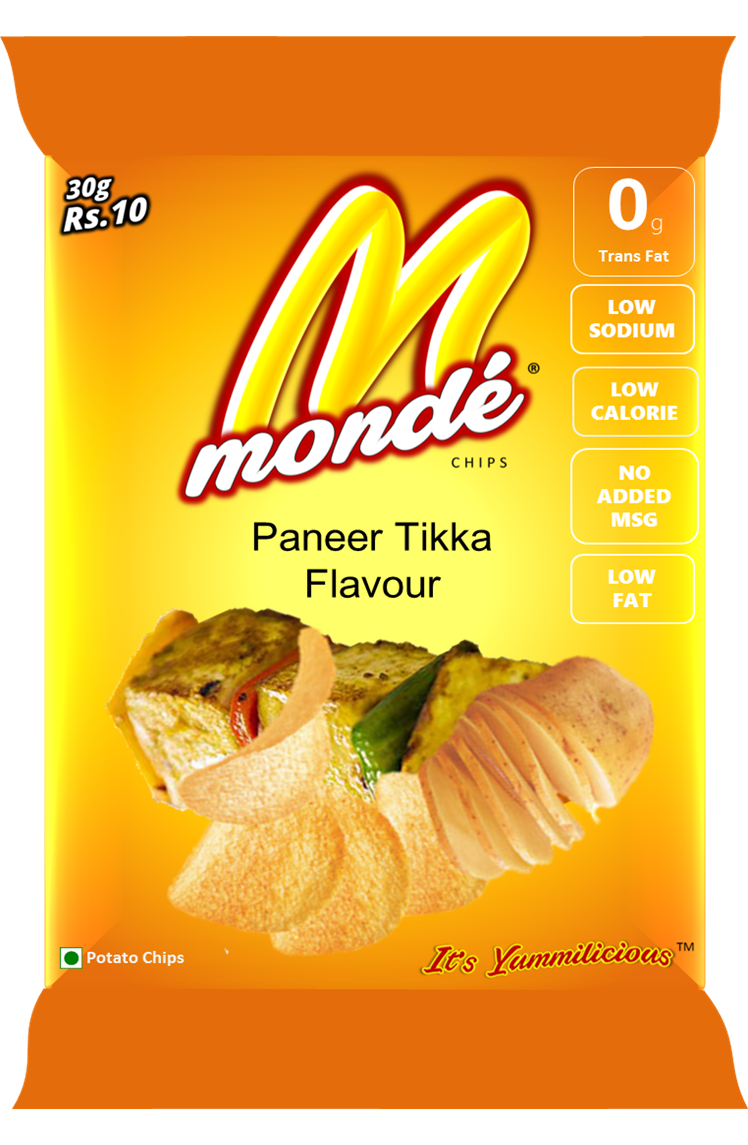 30g
Rs.10
M
mondé®
CHIPS
Paneer Tikka
Flavour
0g
Trans Fat
LOW
SODIUM
LOW
CALORIE
NO
ADDED
MSG
LOW
FAT
Potato Chips
It's Yummilicious™